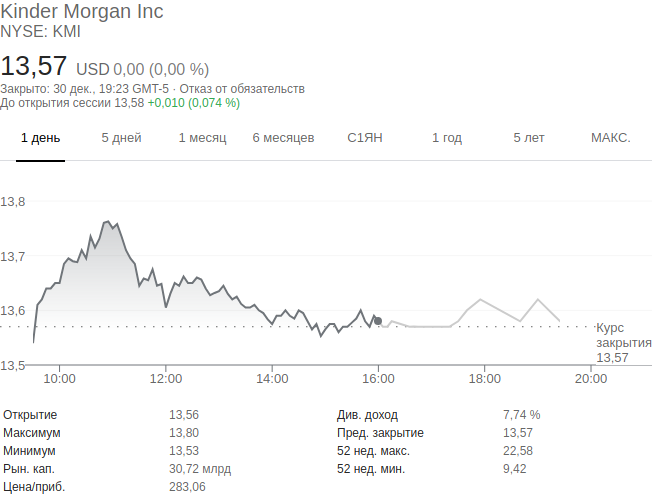 Kinder Morgan Inc
NYSE: KMI
13,57 USD 0,00 (0,00 %)
Закрыто: 30 дек., 19:23 GMT-5 · Отказ от обязательств
До открытия сессии 13,58 +0,010 (0,074 %)
1 день 5 дней 1 месяц 6 месяцев С1ЯН 1 год 5 лет МАКС.
13,8
13,7
13,6
Курс
закрытия
13,57
13,5
10:00 12:00 14:00 16:00 18:00 20:00
Открытие 13,56 Див. доход 7,74 %
Максимум 13,80 Пред. закрытие 13,57
Минимум 13,53 52 нед. макс. 22,58
Рын. кап. 30,72 млрд 52 нед. мин. 9,42
Цена/приб. 283,06